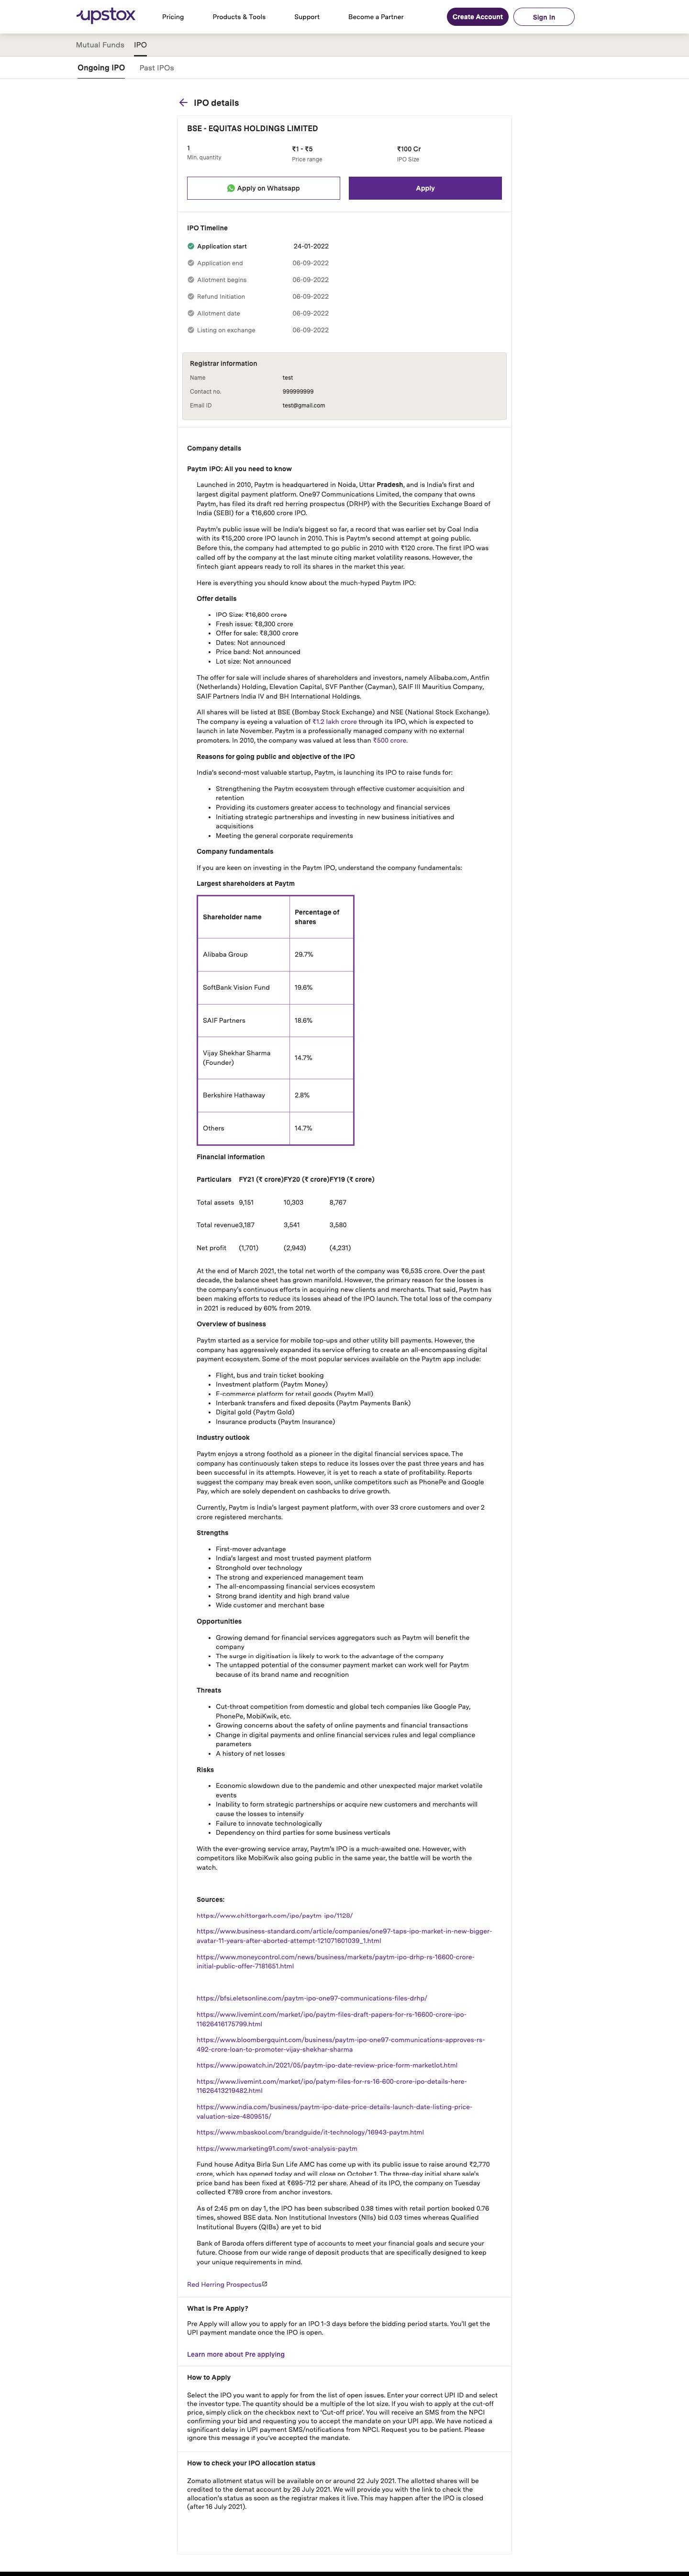 upstox
Pricing
Products & Tools
Support
Become a Partner
Create Account
Sign In
Mutual Funds
IPO
Ongoing IPO
Past IPOs
IPO details
BSE - EQUITAS HOLDINGS LIMITED
1
Min, quantity
₹1 - ₹5
Price range
₹100 Cr
IPO Size
Apply on Whatsapp
Apply
IPO Timeline
Application start 24-01-2022
Application end 06-09-2022
Allotment begins 06-09-2022
Refund Initiation 06-09-2022
Allotment date 06-09-2022
Listing on exchange 06-09-2022
Registrar information
Name test
Contact no. 999999999
Email ID test@gmail.com
Company details
Paytm IPO: All you need to know
Launched in 2010, Paytm is headquartered in Noida, Uttar Pradesh, and is India's first and
largest digital payment platform. One97 Communications Limited, the company that owns
Paytm, has filed its draft red herring prospectus (DRHP) with the Securities Exchange Board of
India (SEBI) for a ₹16,600 crore IPO.
Paytm's public issue will be India's biggest so far, a record that was earlier set by Coal India
with its ₹15,200 crore IPO launch in 2010. This is Paytm's second attempt at going public.
Before this, the company had attempted to go public in 2010 with ₹120 crore. The first IPO was
called off by the company at the last minute citing market volatility reasons. However, the
fintech giant appears ready to roll its shares in the market this year.
Here is everything you should know about the much-hyped Paytm IPO:
Offer details
• IPO Size: ₹16,600 crore
• Fresh issue: ₹8,300 crore
• Offer for sale: ₹8,300 crore
• Dates: Not announced
• Price band: Not announced
• Lot size: Not announced
The offer for sale will include shares of shareholders and investors, namely Alibaba.com, Antfin
(Netherlands) Holding, Elevation Capital, SVF Panther (Cayman), SAIF III Mauritius Company,
SAIF Partners India IV and BH International Holdings.
All shares will be listed at BSE (Bombay Stock Exchange) and NSE (National Stock Exchange).
The company is eyeing a valuation of ₹1.2 lakh crore through its IPO, which is expected to
launch in late November. Paytm is a professionally managed company with no external
promoters. In 2010, the company was valued at less than ₹500 crore.
Reasons for going public and objective of the IPO
India's second-most valuable startup, Paytm, is launching its IPO to raise funds for:
• Strengthening the Paytm ecosystem through effective customer acquisition and
retention
• Providing its customers greater access to technology and financial services
• Initiating strategic partnerships and investing in new business initiatives and
acquisitions
• Meeting the general corporate requirements
Company fundamentals
If you are keen on investing in the Paytm IPO, understand the company fundamentals:
Largest shareholders at Paytm
Shareholder name Percentage of
shares
Alibaba Group 29.7%
SoftBank Vision Fund 19.6%
SAIF Partners 18.6%
Vijay Shekhar Sharma
(Founder) 14.7%
Berkshire Hathaway 2.8%
Others 14.7%
Financial information
Particulars FY21 (₹ crore)FY20 (₹ crore)FY19 (₹ crore)
Total assets 9,151 10,303 8,767
Total revenue3,187 3,541 3,580
Net profit (1,701) (2,943) (4,231)
At the end of March 2021, the total net worth of the company was ₹6,535 crore. Over the past
decade, the balance sheet has grown manifold. However, the primary reason for the losses is
the company's continuous efforts in acquiring new clients and merchants. That said, Paytm has
been making efforts to reduce its losses ahead of the IPO launch. The total loss of the company
in 2021 is reduced by 60% from 2019.
Overview of business
Paytm started as a service for mobile top-ups and other utility bill payments. However, the
company has aggressively expanded its service offering to create an all-encompassing digital
payment ecosystem. Some of the most popular services available on the Paytm app include:
• Flight, bus and train ticket booking
• Investment platform (Paytm Money)
• E-commerce platform for retail goods (Paytm Mall)
• Interbank transfers and fixed deposits (Paytm Payments Bank)
• Digital gold (Paytm Gold)
• Insurance products (Paytm Insurance)
Industry outlook
Paytm enjoys a strong foothold as a pioneer in the digital financial services space. The
company has continuously taken steps to reduce its losses over the past three years and has
been successful in its attempts. However, it is yet to reach a state of profitability. Reports
suggest the company may break even soon, unlike competitors such as PhonePe and Google
Pay, which are solely dependent on cashbacks to drive growth.
Currently, Paytm is India's largest payment platform, with over 33 crore customers and over 2
crore registered merchants.
Strengths
• First-mover advantage
• India's largest and most trusted payment platform
• Stronghold over technology
• The strong and experienced management team
• The all-encompassing financial services ecosystem
• Strong brand identity and high brand value
• Wide customer and merchant base
Opportunities
• Growing demand for financial services aggregators such as Paytm will benefit the
company
• The surge in digitisation is likely to work to the advantage of the company
• The untapped potential of the consumer payment market can work well for Paytm
because of its brand name and recognition
Threats
• Cut-throat competition from domestic and global tech companies like Google Pay,
PhonePe, MobiKwik, etc.
• Growing concerns about the safety of online payments and financial transactions
• Change in digital payments and online financial services rules and legal compliance
parameters
• A history of net losses
Risks
• Economic slowdown due to the pandemic and other unexpected major market volatile
events
• Inability to form strategic partnerships or acquire new customers and merchants will
cause the losses to intensify
• Failure to innovate technologically
• Dependency on third parties for some business verticals
With the ever-growing service array, Paytm's IPO is a much-awaited one. However, with
competitors like MobiKwik also going public in the same year, the battle will be worth the
watch.
Sources:
https://www.chittorgarh.com/ipo/paytm-ipo/1128/
https://www.business-standard.com/article/companies/one97-taps-ipo-market-in-new-bigger-
avatar-11-years-after-aborted-attempt-121071601039_1.html
https://www.moneycontrol.com/news/business/markets/paytm-ipo-drhp-rs-16600-crore-
initial-public-offer-7181651.html
https://bfsi.eletsonline.com/paytm-ipo-one97-communications-files-drhp/
https://www.livemint.com/market/ipo/paytm-files-draft-papers-for-rs-16600-crore-ipo-
11626416175799.html
https://www.bloombergquint.com/business/paytm-ipo-one97-communications-approves-rs-
492-crore-loan-to-promoter-vijay-shekhar-sharma
https://www.ipowatch.in/2021/05/paytm-ipo-date-review-price-form-marketlot.html
https://www.livemint.com/market/ipo/patym-files-for-rs-16-600-crore-ipo-details-here-
11626413219482.html
https://www.india.com/business/paytm-ipo-date-price-details-launch-date-listing-price-
valuation-size-4809515/
https://www.mbaskool.com/brandguide/it-technology/16943-paytm.html
https://www.marketing91.com/swot-analysis-paytm
Fund house Aditya Birla Sun Life AMC has come up with its public issue to raise around ₹2,770
crore, which has opened today and will close on October 1. The three-day initial share sale's
price band has been fixed at ₹695-712 per share. Ahead of its IPO, the company on Tuesday
collected ₹789 crore from anchor investors.
As of 2:45 pm on day 1, the IPO has been subscribed 0.38 times with retail portion booked 0.76
times, showed BSE data. Non Institutional Investors (NIIs) bid 0.03 times whereas Qualified
Institutional Buyers (QIBs) are yet to bid
Bank of Baroda offers different type of accounts to meet your financial goals and secure your
future. Choose from our wide range of deposit products that are specifically designed to keep
your unique requirements in mind.
Red Herring Prospectus
What is Pre Apply?
Pre Apply will allow you to apply for an IPO 1-3 days before the bidding period starts. You'll get the
UPI payment mandate once the IPO is open.
Learn more about Pre applying
How to Apply
Select the IPO you want to apply for from the list of open issues. Enter your correct UPI ID and select
the investor type. The quantity should be a multiple of the lot size. If you wish to apply at the cut-off
price, simply click on the checkbox next to 'Cut-off price'. You will receive an SMS from the NPCI
confirming your bid and requesting you to accept the mandate on your UPI app. We have noticed a
significant delay in UPI payment SMS/notifications from NPCI. Request you to be patient. Please
ignore this message if you've accepted the mandate.
How to check your IPO allocation status
Zomato allotment status will be available on or around 22 July 2021. The allotted shares will be
credited to the demat account by 26 July 2021. We will provide you with the link to check the
allocation's status as soon as the registrar makes it live. This may happen after the IPO is closed
(after 16 July 2021).